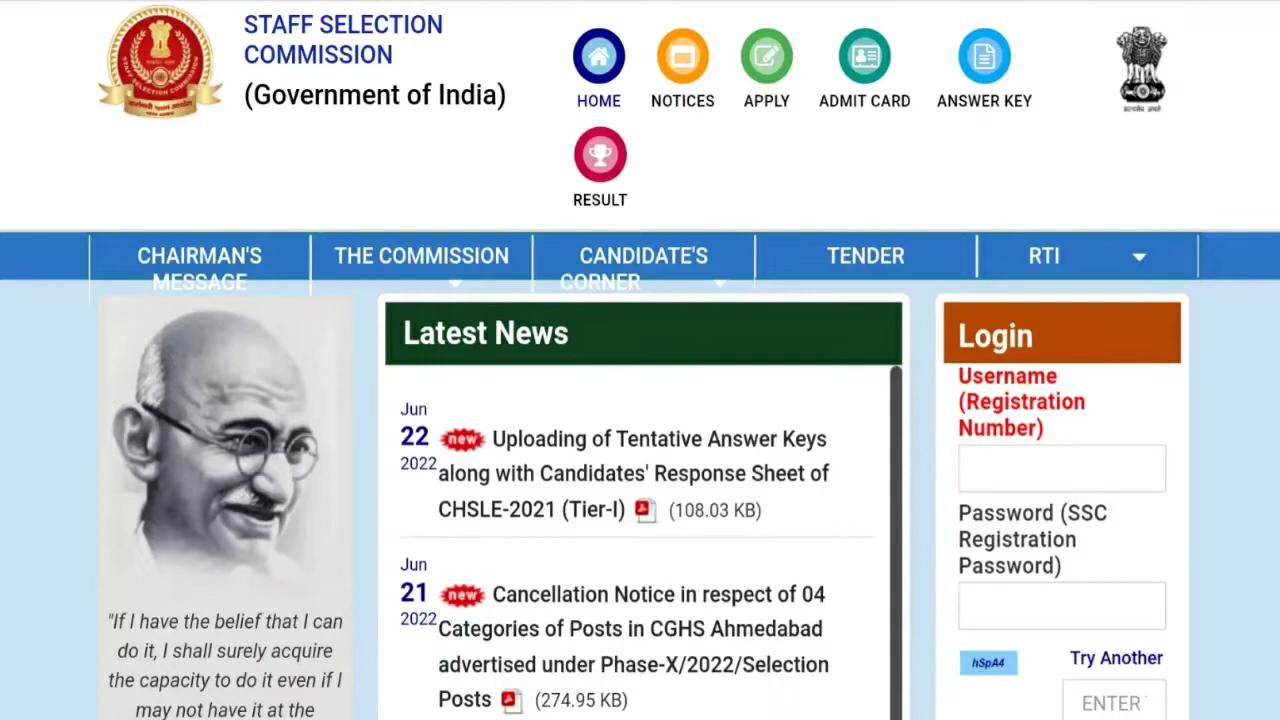 STAFF SELECTION
COMMISSION
(Government of India)
HOME
NOTICES
APPLY
ADMIT CARD
ANSWER KEY
RESULT
CHAIRMAN'S
MESSAGE
THE COMMISSION
CANDIDATE'S
CORNER
TENDER
RTI
"If I have the belief that I can
do it, I shall surely acquire
the capacity to do it even if I
may not have it at the
Latest News
Jun
22
2022
new Uploading of Tentative Answer Keys
along with Candidates' Response Sheet of
CHSLE-2021 (Tier-I) (108.03 KB)
Jun
21
2022
new Cancellation Notice in respect of 04
Categories of Posts in CGHS Ahmedabad
advertised under Phase-X/2022/Selection
Posts (274.95 KB)
Login
Username
(Registration
Number)
Password (SSC
Registration
Password)
hSpA4
Try Another
ENTER